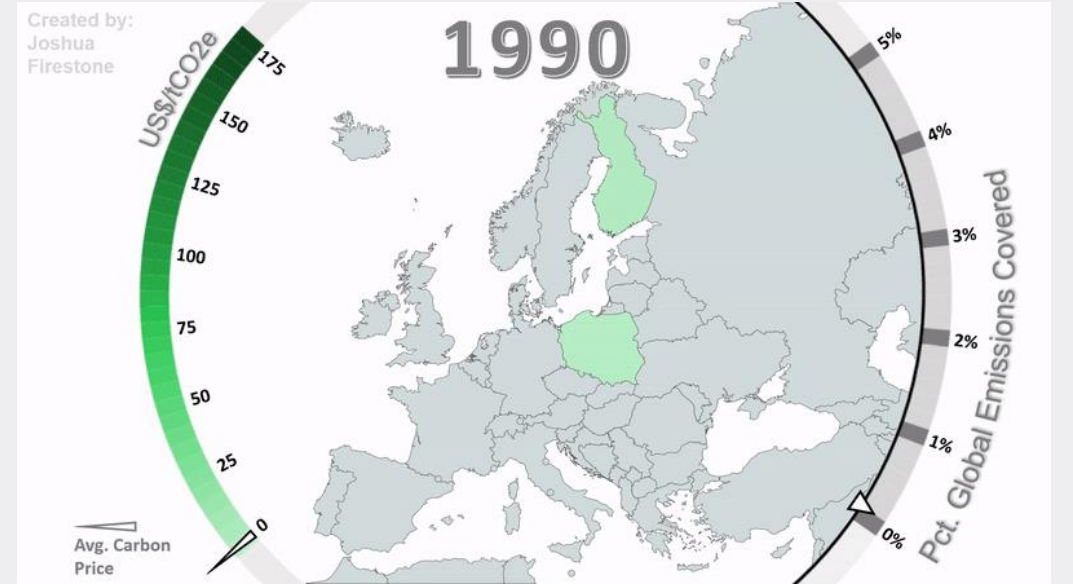 Created by:
Joshua
Firestone
1990
US$/tCO2e
175
150
125
100
75
50
25
0
Avg. Carbon
Price
5%
4%
3%
2%
1%
0%
Pct. Global Emissions Covered